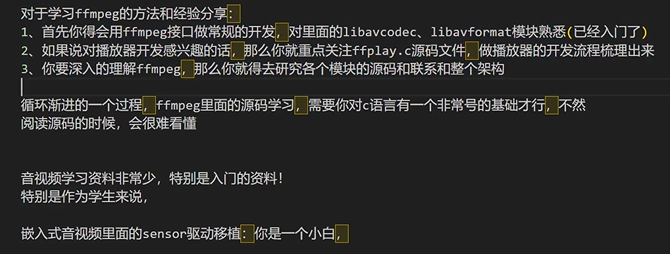 对于学习ffmpeg的方法和经验分享：
1、首先你得会用ffmpeg接口做常规的开发，对里面的libavcodec、libavformat模块熟悉(已经入门了)
2、如果说对播放器开发感兴趣的话，那么你就重点关注ffplay.c源码文件，做播放器的开发流程梳理出来
3、你要深入的理解ffmpeg，那么你就得去研究各个模块的源码和联系和整个架构
循环渐进的一个过程，ffmpeg里面的源码学习，需要你对c语言有一个非常号的基础才行，不然
阅读源码的时候，会很难看懂
音视频学习资料非常少，特别是入门的资料！
特别是作为学生来说，
嵌入式音视频里面的sensor驱动移植：你是一个小白，